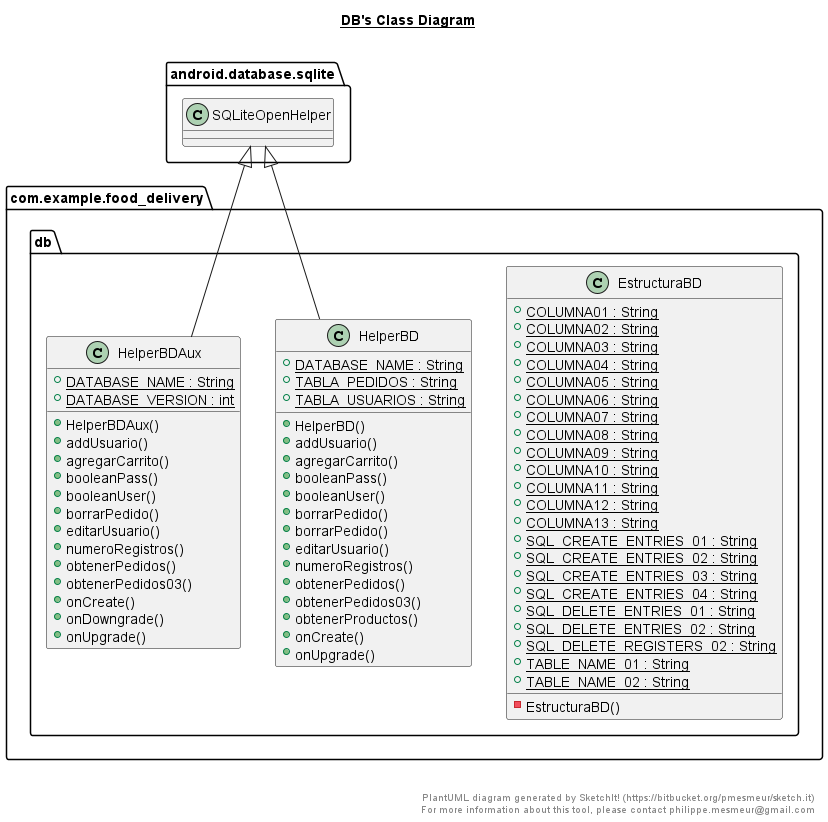 DB's Class Diagram
android.database.sqlite
C SQLiteOpenHelper
com.example.food_delivery
db
C HelperBDAux
DATABASE_NAME : String
DATABASE_VERSION : int
HelperBDAux()
addUsuario()
agregarCarrito()
booleanPass()
booleanUser()
borrarPedido()
editarUsuario()
numeroRegistros()
obtenerPedidos()
obtenerPedidos03()
onCreate()
onDowngrade()
onUpgrade()
C HelperBD
DATABASE_NAME : String
TABLA_PEDIDOS : String
TABLA_USUARIOS : String
HelperBD()
addUsuario()
agregarCarrito()
booleanPass()
booleanUser()
borrarPedido()
borrarPedido()
editarUsuario()
numeroRegistros()
obtenerPedidos()
obtenerPedidos03()
obtenerProductos()
onCreate()
onUpgrade()
C EstructuraBD
COLUMNA01 : String
COLUMNA02 : String
COLUMNA03 : String
COLUMNA04 : String
COLUMNA05 : String
COLUMNA06 : String
COLUMNA07 : String
COLUMNA08 : String
COLUMNA09 : String
COLUMNA10 : String
COLUMNA11 : String
COLUMNA12 : String
COLUMNA13 : String
SQL_CREATE_ENTRIES_01 : String
SQL_CREATE_ENTRIES_02 : String
SQL_CREATE_ENTRIES_03 : String
SQL_CREATE_ENTRIES_04 : String
SQL_DELETE_ENTRIES_01 : String
SQL_DELETE_ENTRIES_02 : String
SQL_DELETE_REGISTERS_02 : String
TABLE_NAME_01 : String
TABLE_NAME_02 : String
EstructuraBD()
PlantUML diagram generated by SketchIt! (https://bitbucket.org/pmesmeur/sketch.it)
For more information about this tool, please contact philippe.mesmeur@gmail.com